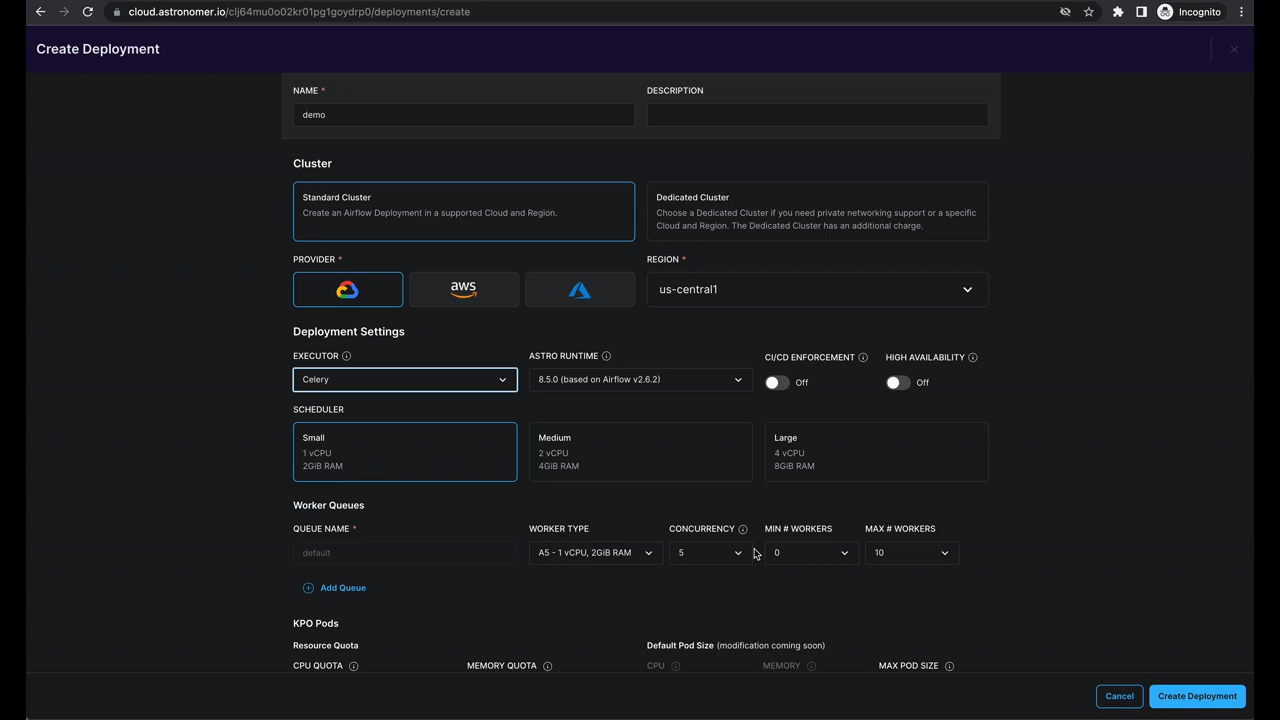 cloud.astronomer.io/clj64mu0o02kr01pg1goydrp0/deployments/create
Incognito
Create Deployment
NAME *
DESCRIPTION
demo
Cluster
Standard Cluster
Create an Airflow Deployment in a supported Cloud and Region.
Dedicated Cluster
Choose a Dedicated Cluster if you need private networking support or a specific
Cloud and Region. The Dedicated Cluster has an additional charge.
PROVIDER *
REGION *
aws
us-central1
Deployment Settings
EXECUTOR
ASTRO RUNTIME
CI/CD ENFORCEMENT
HIGH AVAILABILITY
Celery
8.5.0 (based on Airflow v2.6.2)
Off
Off
SCHEDULER
Small
1 vCPU
2GiB RAM
Medium
2 vCPU
4GiB RAM
Large
4 vCPU
8GiB RAM
Worker Queues
QUEUE NAME *
WORKER TYPE
CONCURRENCY
MIN # WORKERS
MAX # WORKERS
default
A5 - 1 vCPU, 2GiB RAM
5
0
10
Add Queue
KPO Pods
Resource Quota
Default Pod Size (modification coming soon)
CPU QUOTA
MEMORY QUOTA
CPU
MEMORY
MAX POD SIZE
Cancel
Create Deployment